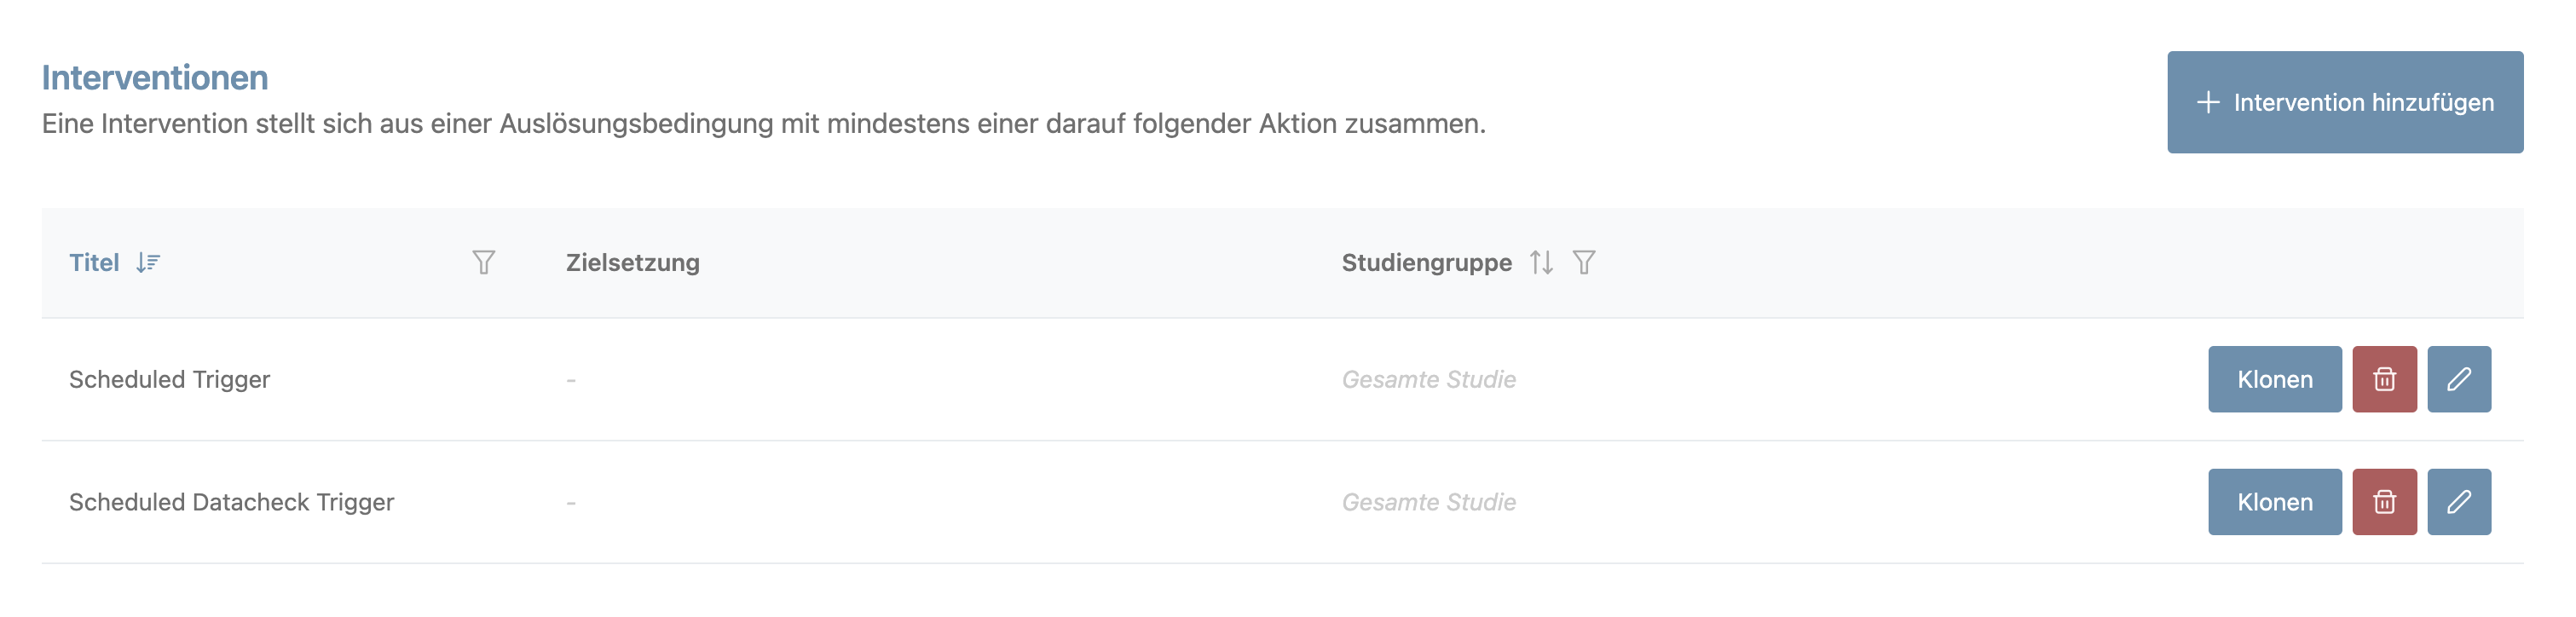 Interventionen
Eine Intervention stellt sich aus einer Auslösungsbedingung mit mindestens einer darauf folgender Aktion zusammen.
Intervention hinzufügen
Titel Zielsetzung Studiengruppe
Scheduled Trigger - Gesamte Studie Klonen
Scheduled Datacheck Trigger - Gesamte Studie Klonen